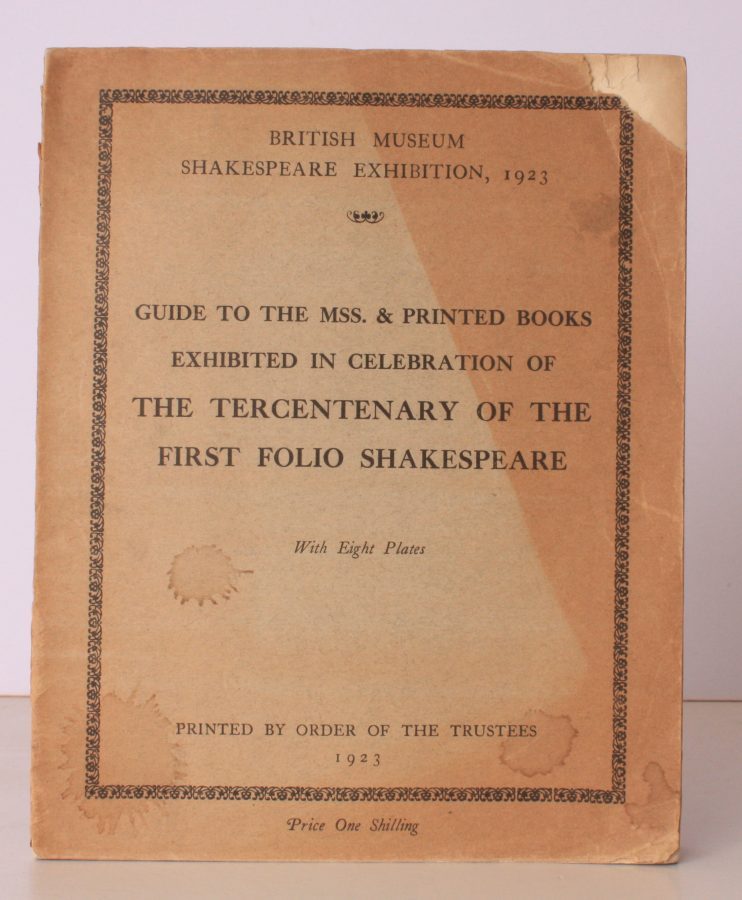 BRITISH MUSEUM
SHAKESPEARE EXHIBITION, 1923
GUIDE TO THE MSS. & PRINTED BOOKS
EXHIBITED IN CELEBRATION OF
THE TERCENTENARY OF THE
FIRST FOLIO SHAKESPEARE
With Eight Plates
PRINTED BY ORDER OF THE TRUSTEES
1923
Price One Shilling